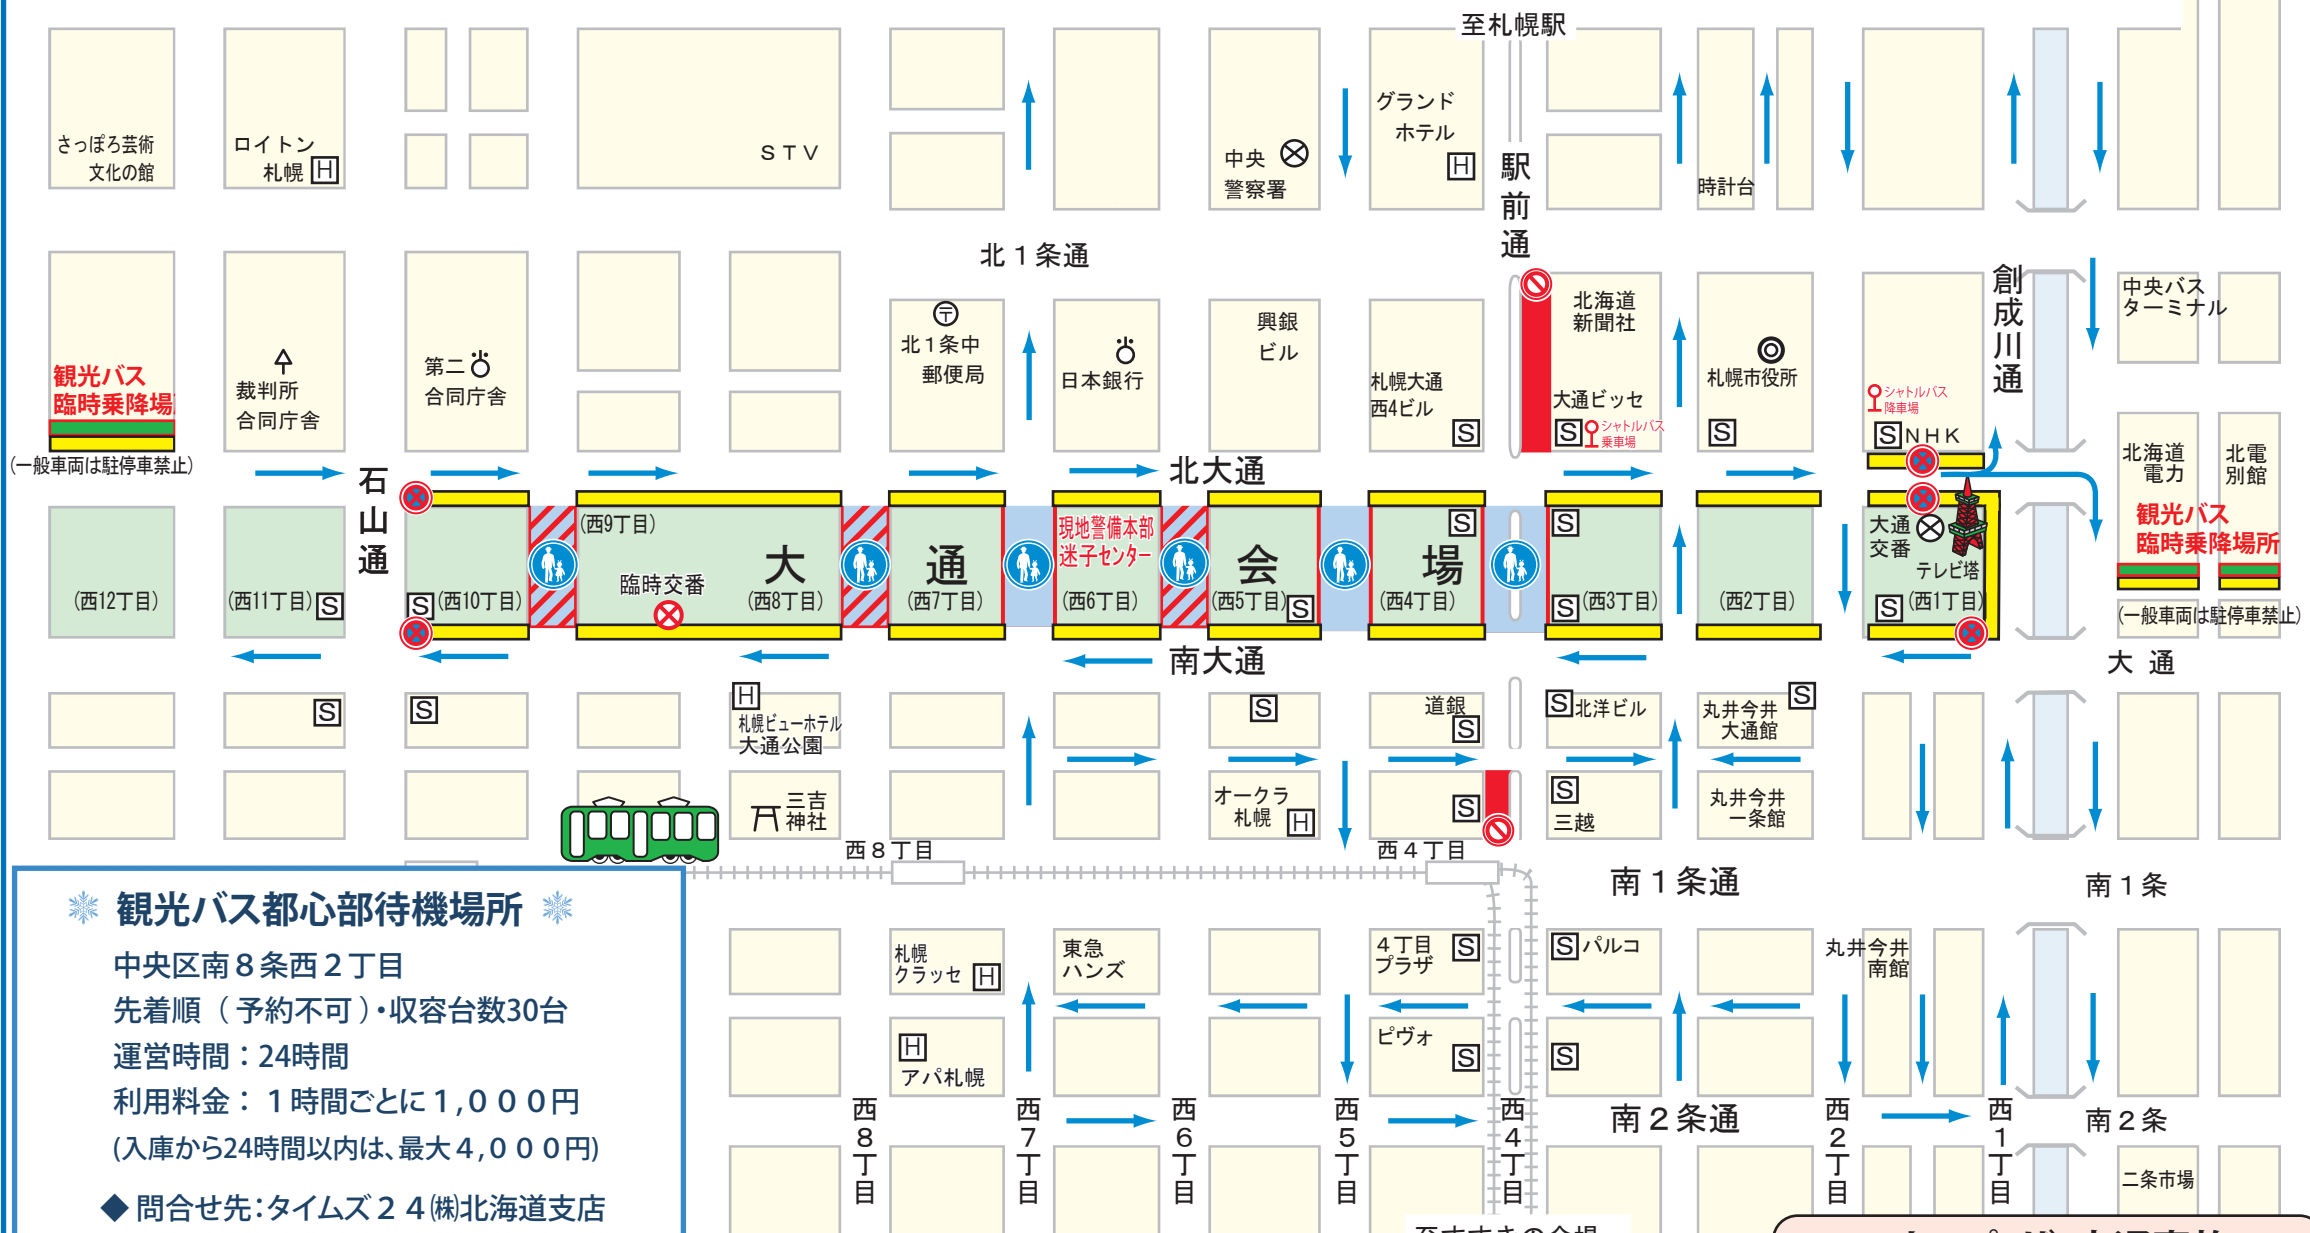 至札幌駅
さっぽろ芸術
文化の館
ロイトン
札幌 H
STV
中央
警察署
グランド
ホテル
H
駅前通
時計台
北1条通
創成川通
中央バス
ターミナル
観光バス
臨時乗降場
(一般車両は駐停車禁止)
裁判所
合同庁舎
第二
合同庁舎
〒
北1条中
郵便局
日本銀行
興銀
ビル
札幌大通
西4ビル
S
北海道
新聞社
大通ビッセ
S シャトルバス
乗車場
札幌市役所
S
シャトルバス
降車場
S NHK
北海道
電力
北電
別館
石山通
北大通
(西12丁目)
(西11丁目) S
S (西10丁目)
(西9丁目)
臨時交番
大
(西8丁目)
通
(西7丁目)
現地警備本部
迷子センター
(西6丁目)
会
(西5丁目) S
S
場
(西4丁目)
S
S (西3丁目)
(西2丁目)
大通
交番
テレビ塔
S (西1丁目)
観光バス
臨時乗降場所
(一般車両は駐停車禁止)
南大通
大通
S
S
H
札幌ビューホテル
大通公園
S
道銀
S
S 北洋ビル
丸井今井
大通館
S
三吉
神社
オークラ
札幌 H
S
S
三越
丸井今井
一条館
西8丁目
西4丁目
南1条通
南1条
観光バス都心部待機場所
中央区南8条西2丁目
先着順（予約不可）・収容台数30台
運営時間：24時間
利用料金：1時間ごとに1,000円
(入庫から24時間以内は、最大4,000円)
◆ 問合せ先：タイムズ24㈱北海道支店
札幌
クラッセ H
東急
ハンズ
4丁目
プラザ
S
S パルコ
丸井今井
南館
H
アパ札幌
ピヴォ
S
S
西8丁目
西7丁目
西6丁目
西5丁目
西4丁目
南2条通
西2丁目
西1丁目
南2条
二条市場